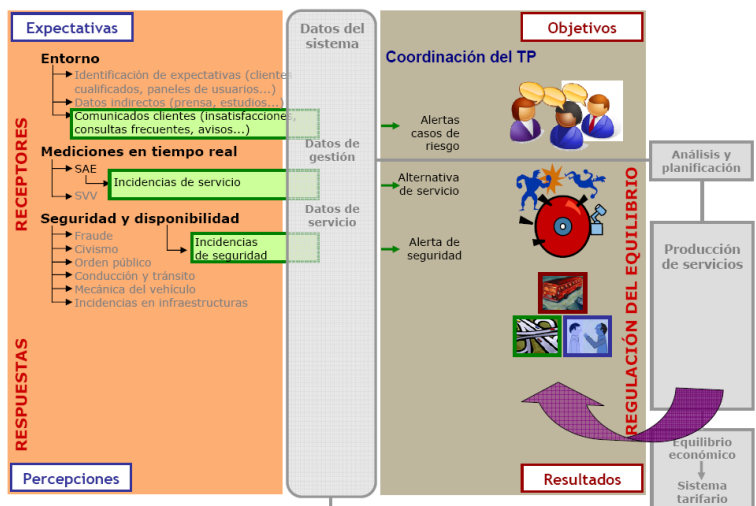 Expectativas
Entorno
Identificación de expectativas (clientes
cualificados, paneles de usuarios...)
Datos indirectos (prensa, estudios...)
Comunicados clientes (insatisfacciones,
consultas frecuentes, avisos...)
Mediciones en tiempo real
SAE
Incidencias de servicio
SVV
Seguridad y disponibilidad
Fraude
Civismo
Orden público
Conducción y tránsito
Mecánica del vehículo
Incidencias en infraestructuras
Incidencias
de seguridad
RECEPTORES
RESPUESTAS
Percepciones
Datos del
sistema
Datos de
gestión
Datos de
servicio
Objetivos
Coordinación del TP
Alertas
casos de
riesgo
Alternativa
de servicio
Alerta de
seguridad
REGULACIÓN DEL EQUILIBRIO
Resultados
Análisis y
planificación
Producción
de servicios
Equilibrio
económico
Sistema
tarifario